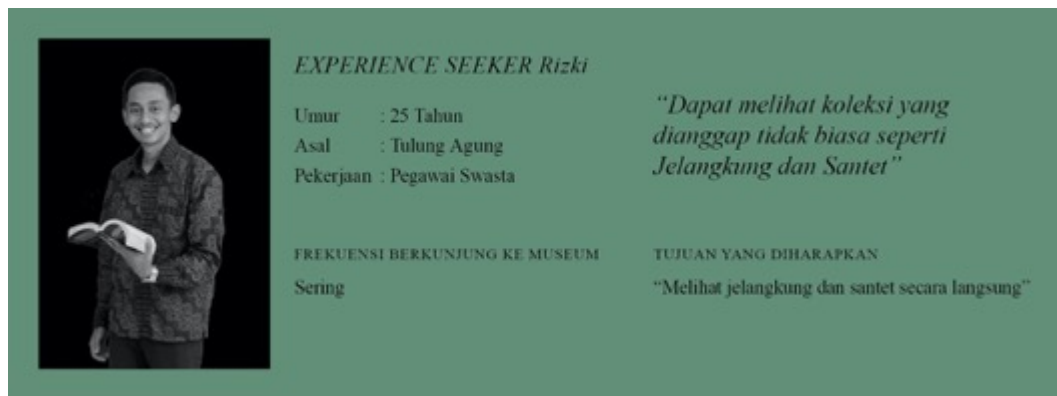 EXPERIENCE SEEKER Rizki
Umur : 25 Tahun
Asal : Tulung Agung
Pekerjaan : Pegawai Swasta
“Dapat melihat koleksi yang
dianggap tidak biasa seperti
Jelangkung dan Santet”
FREKUENSI BERKUNJUNG KE MUSEUM
Sering
TUJUAN YANG DIHARAPKAN
“Melihat jelangkung dan santet secara langsung”